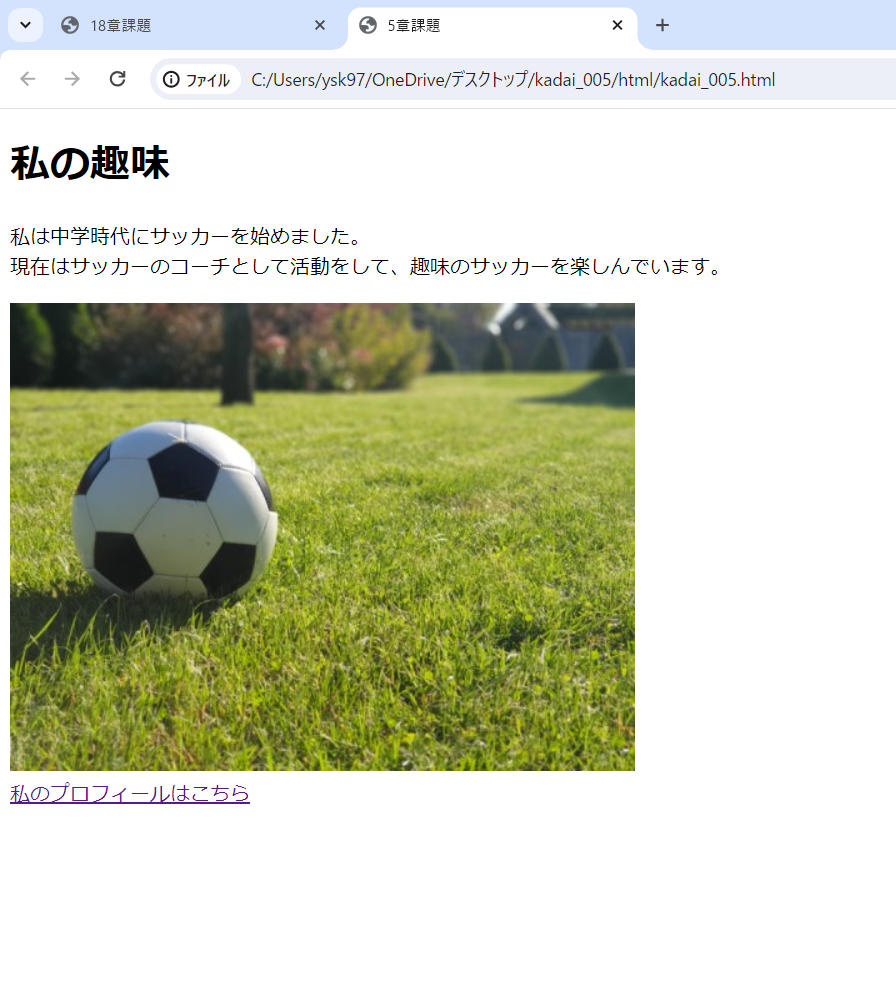 18章課題
5章課題
ファイル
C:/Users/ysk97/OneDrive/デスクトップ/kadai_005/html/kadai_005.html
私の趣味
私は中学時代にサッカーを始めました。
現在はサッカーのコーチとして活動をして、趣味のサッカーを楽しんでいます。
私のプロフィールはこちら